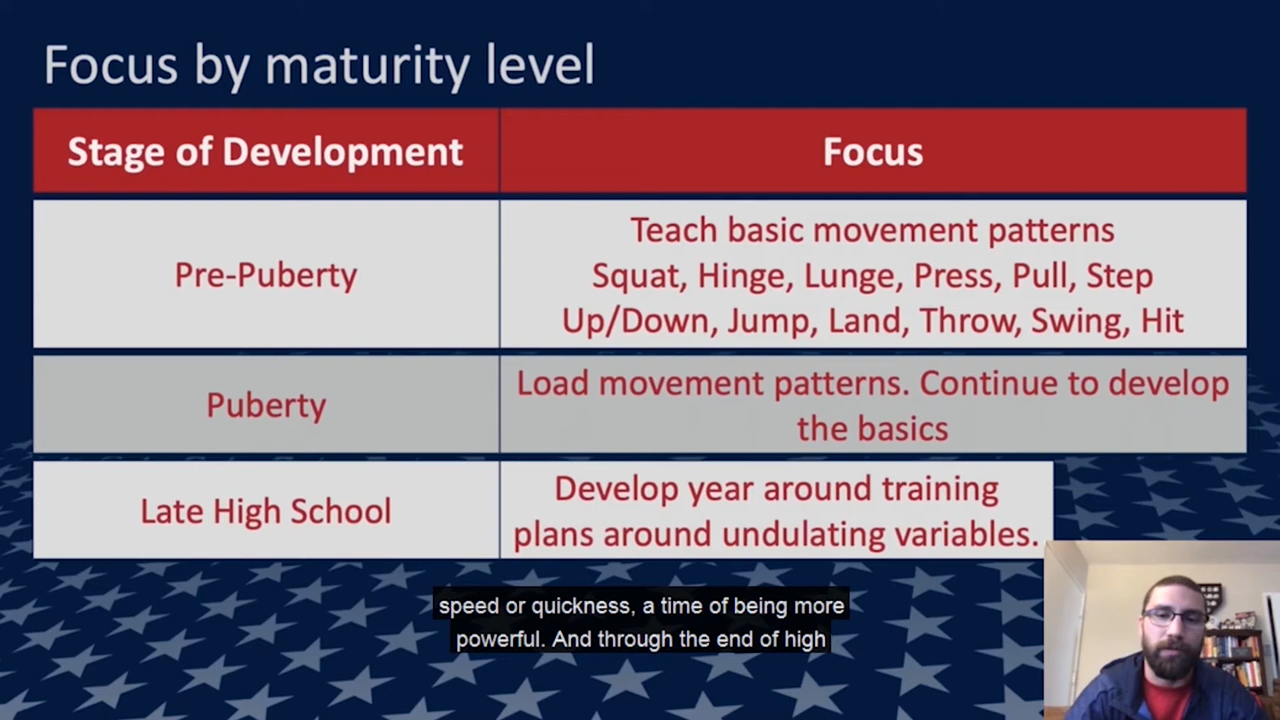 Focus by maturity level
Stage of Development
Focus
Pre-Puberty
Teach basic movement patterns
Squat, Hinge, Lunge, Press, Pull, Step
Up/Down, Jump, Land, Throw, Swing, Hit
Puberty
Load movement patterns. Continue to develop
the basics
Late High School
Develop year around training
plans around undulating variables.
speed or quickness, a time of being more
powerful. And through the end of high